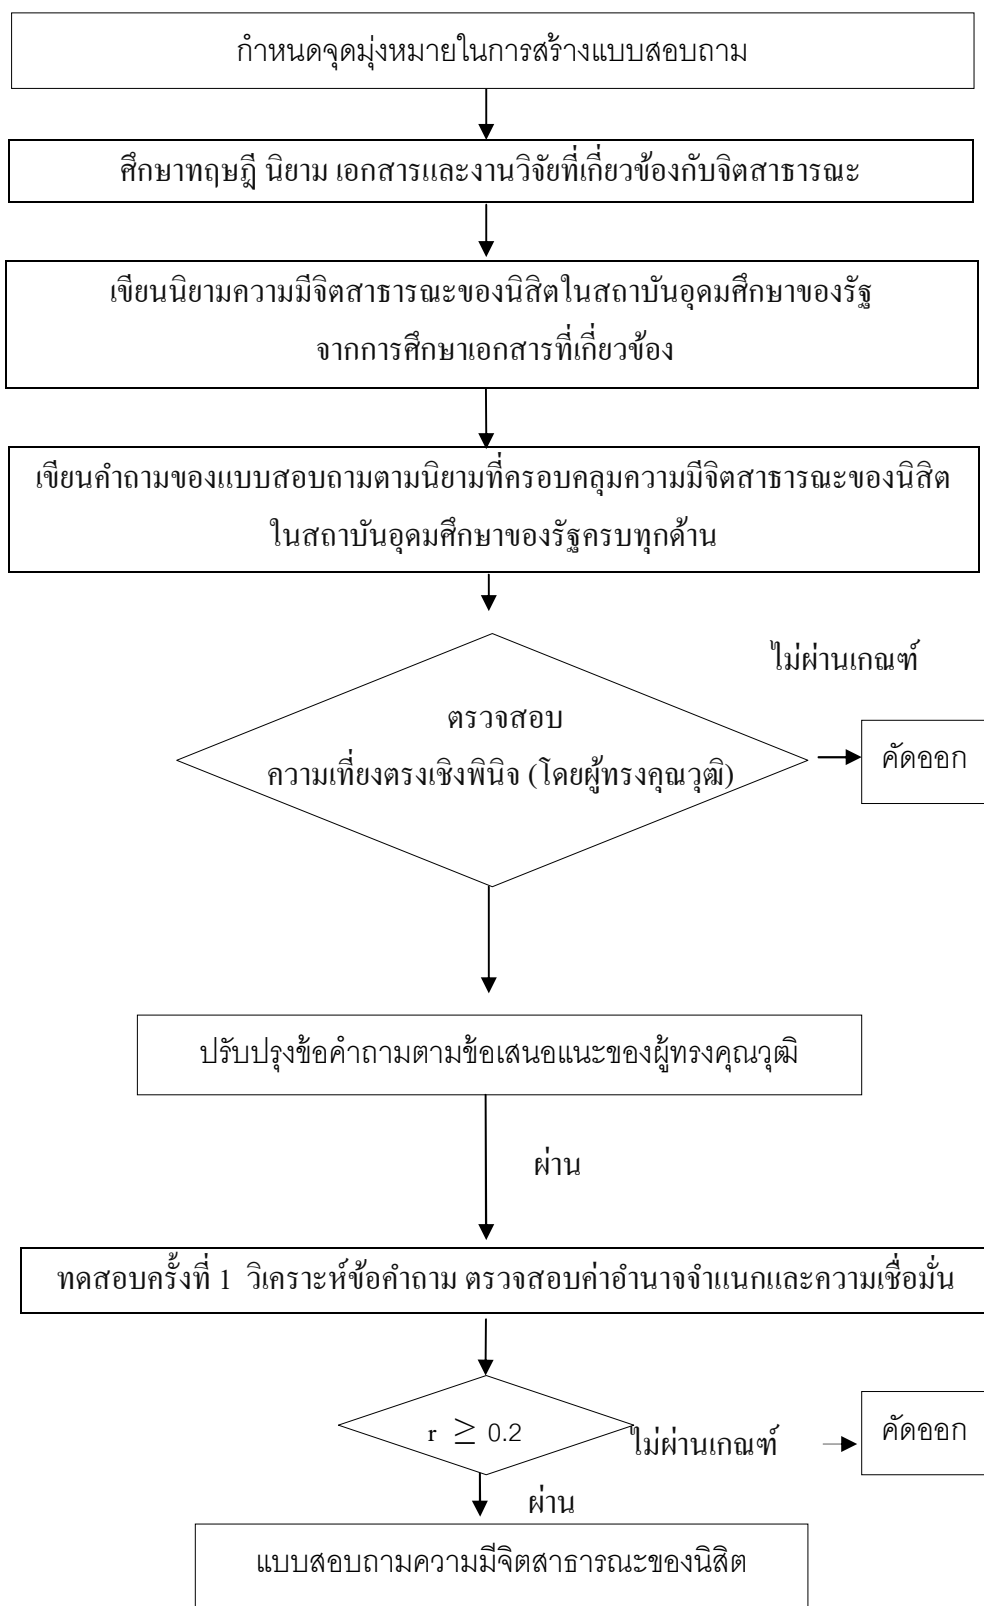 กำหนดจุดมุ่งหมายในการสร้างแบบสอบถาม
ศึกษาทฤษฎี นิยาม เอกสารและงานวิจัยที่เกี่ยวข้องกับจิตสาธารณะ
เขียนนิยามความมีจิตสาธารณะของนิสิตในสถาบันอุดมศึกษาของรัฐ
จากการศึกษาเอกสารที่เกี่ยวข้อง
เขียนคำถามของแบบสอบถามตามนิยามที่ครอบคลุมความมีจิตสาธารณะของนิสิต
ในสถาบันอุดมศึกษาของรัฐครบทุกด้าน
ไม่ผ่านเกณฑ์
ตรวจสอบ
ความเที่ยงตรงเชิงพินิจ (โดยผู้ทรงคุณวุฒิ)
คัดออก
ปรับปรุงข้อคำถามตามข้อเสนอแนะของผู้ทรงคุณวุฒิ
ผ่าน
ทดสอบครั้งที่ 1 วิเคราะห์ข้อคำถาม ตรวจสอบค่าอำนาจจำแนกและความเชื่อมั่น
r ≥ 0.2
ไม่ผ่านเกณฑ์
คัดออก
ผ่าน
แบบสอบถามความมีจิตสาธารณะของนิสิต